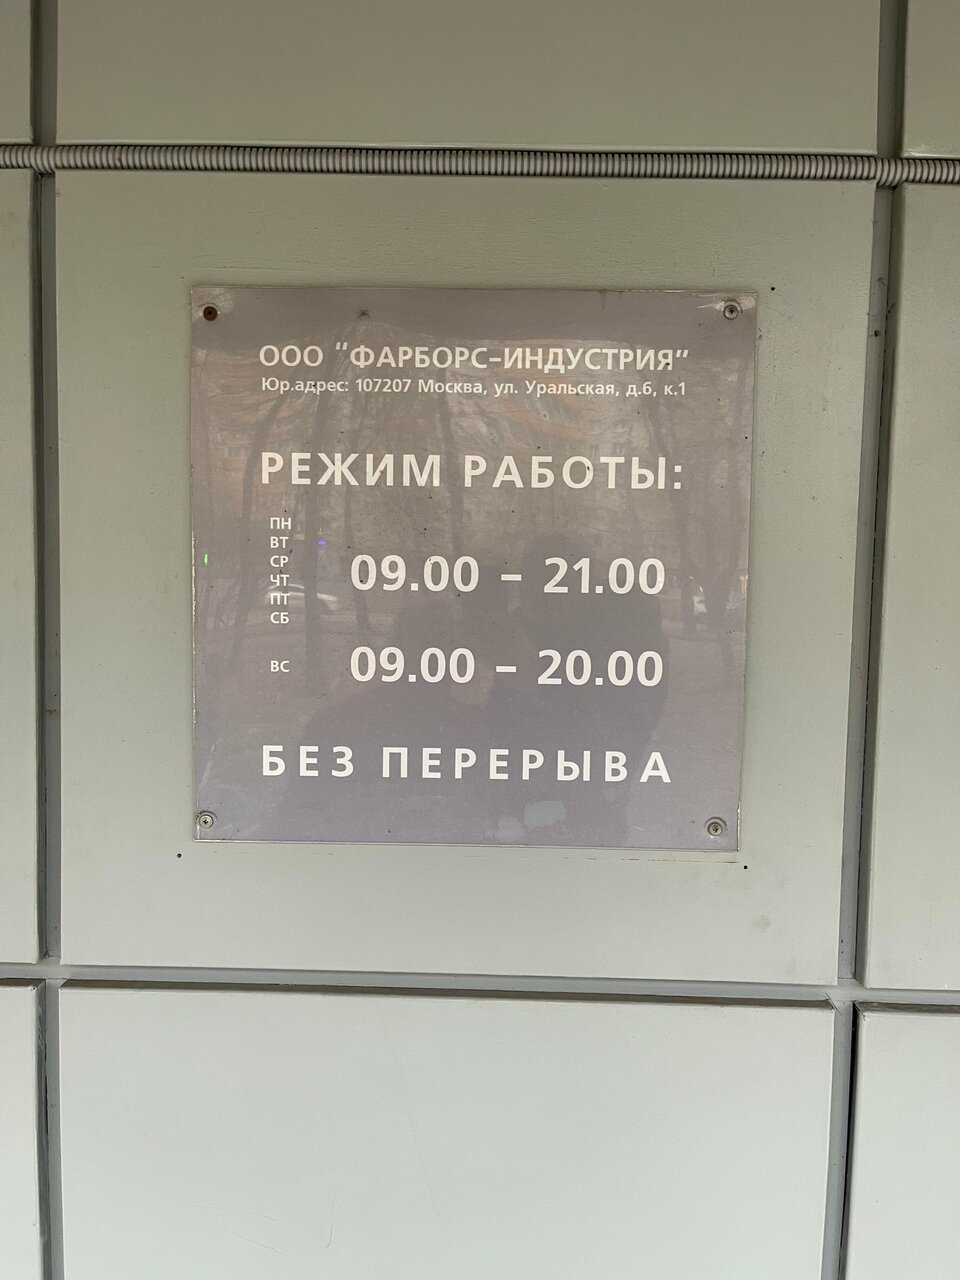 ООО "ФАРБОРС-ИНДУСТРИЯ"
Юр.адрес: 107207 Москва, ул. Уральская, д.6, к.1
РЕЖИМ РАБОТЫ:
ПН
ВТ
СР
ЧТ
ПТ
СБ
09.00 – 21.00
ВС 09.00 – 20.00
БЕЗ ПЕРЕРЫВА